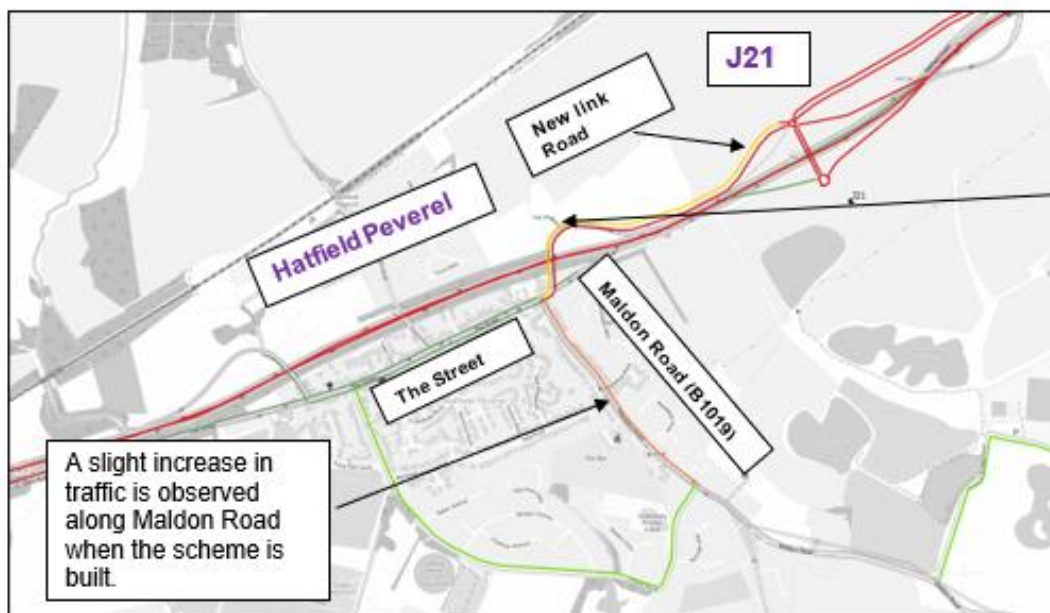 J21
New link
Road
Hatfield Peverel
Maldon Road (B1019)
The Street
A slight increase in
traffic is observed
along Maldon Road
when the scheme is
built.